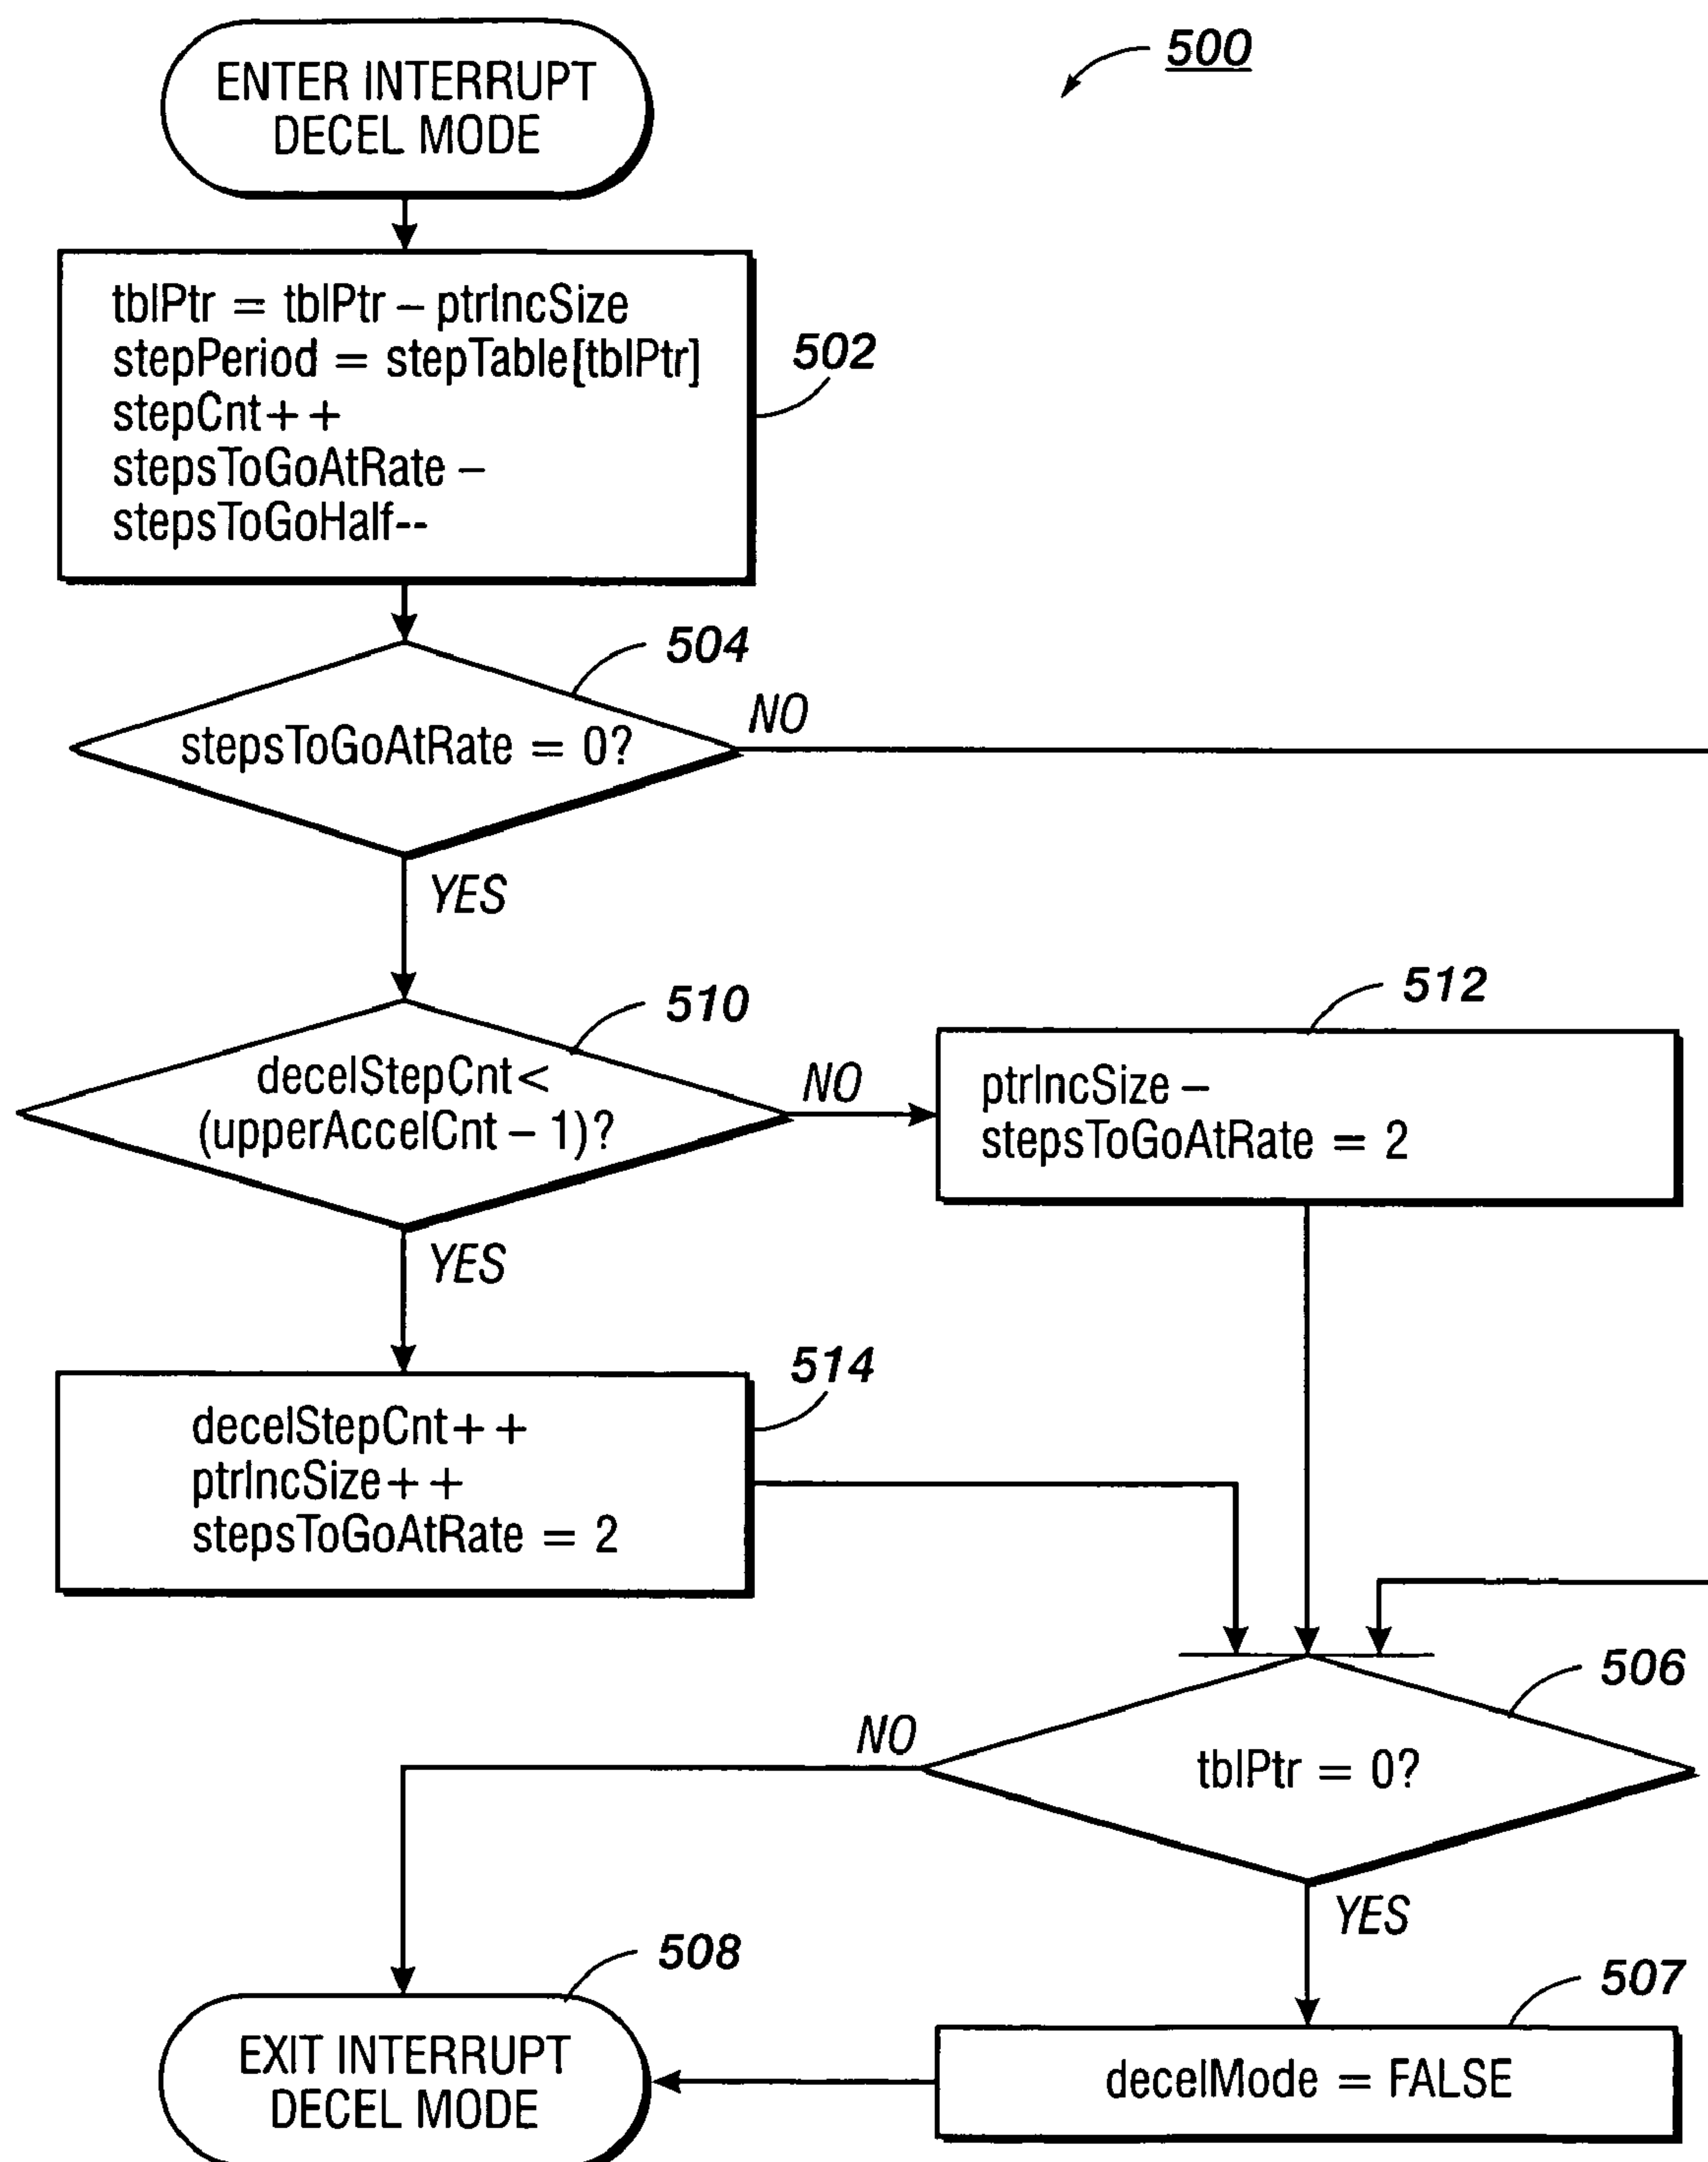 500
ENTER INTERRUPT
DECEL MODE
tblPtr = tblPtr – ptrIncSize
stepPeriod = stepTable[tblPtr]
stepCnt++
stepsToGoAtRate –
stepsToGoHalf--
502
504
stepsToGoAtRate = 0?
NO
YES
510
decelStepCnt<
(upperAccelCnt – 1)?
NO
YES
512
ptrIncSize –
stepsToGoAtRate = 2
514
decelStepCnt++
ptrIncSize++
stepsToGoAtRate = 2
506
tblPtr = 0?
NO
YES
508
EXIT INTERRUPT
DECEL MODE
507
decelMode = FALSE